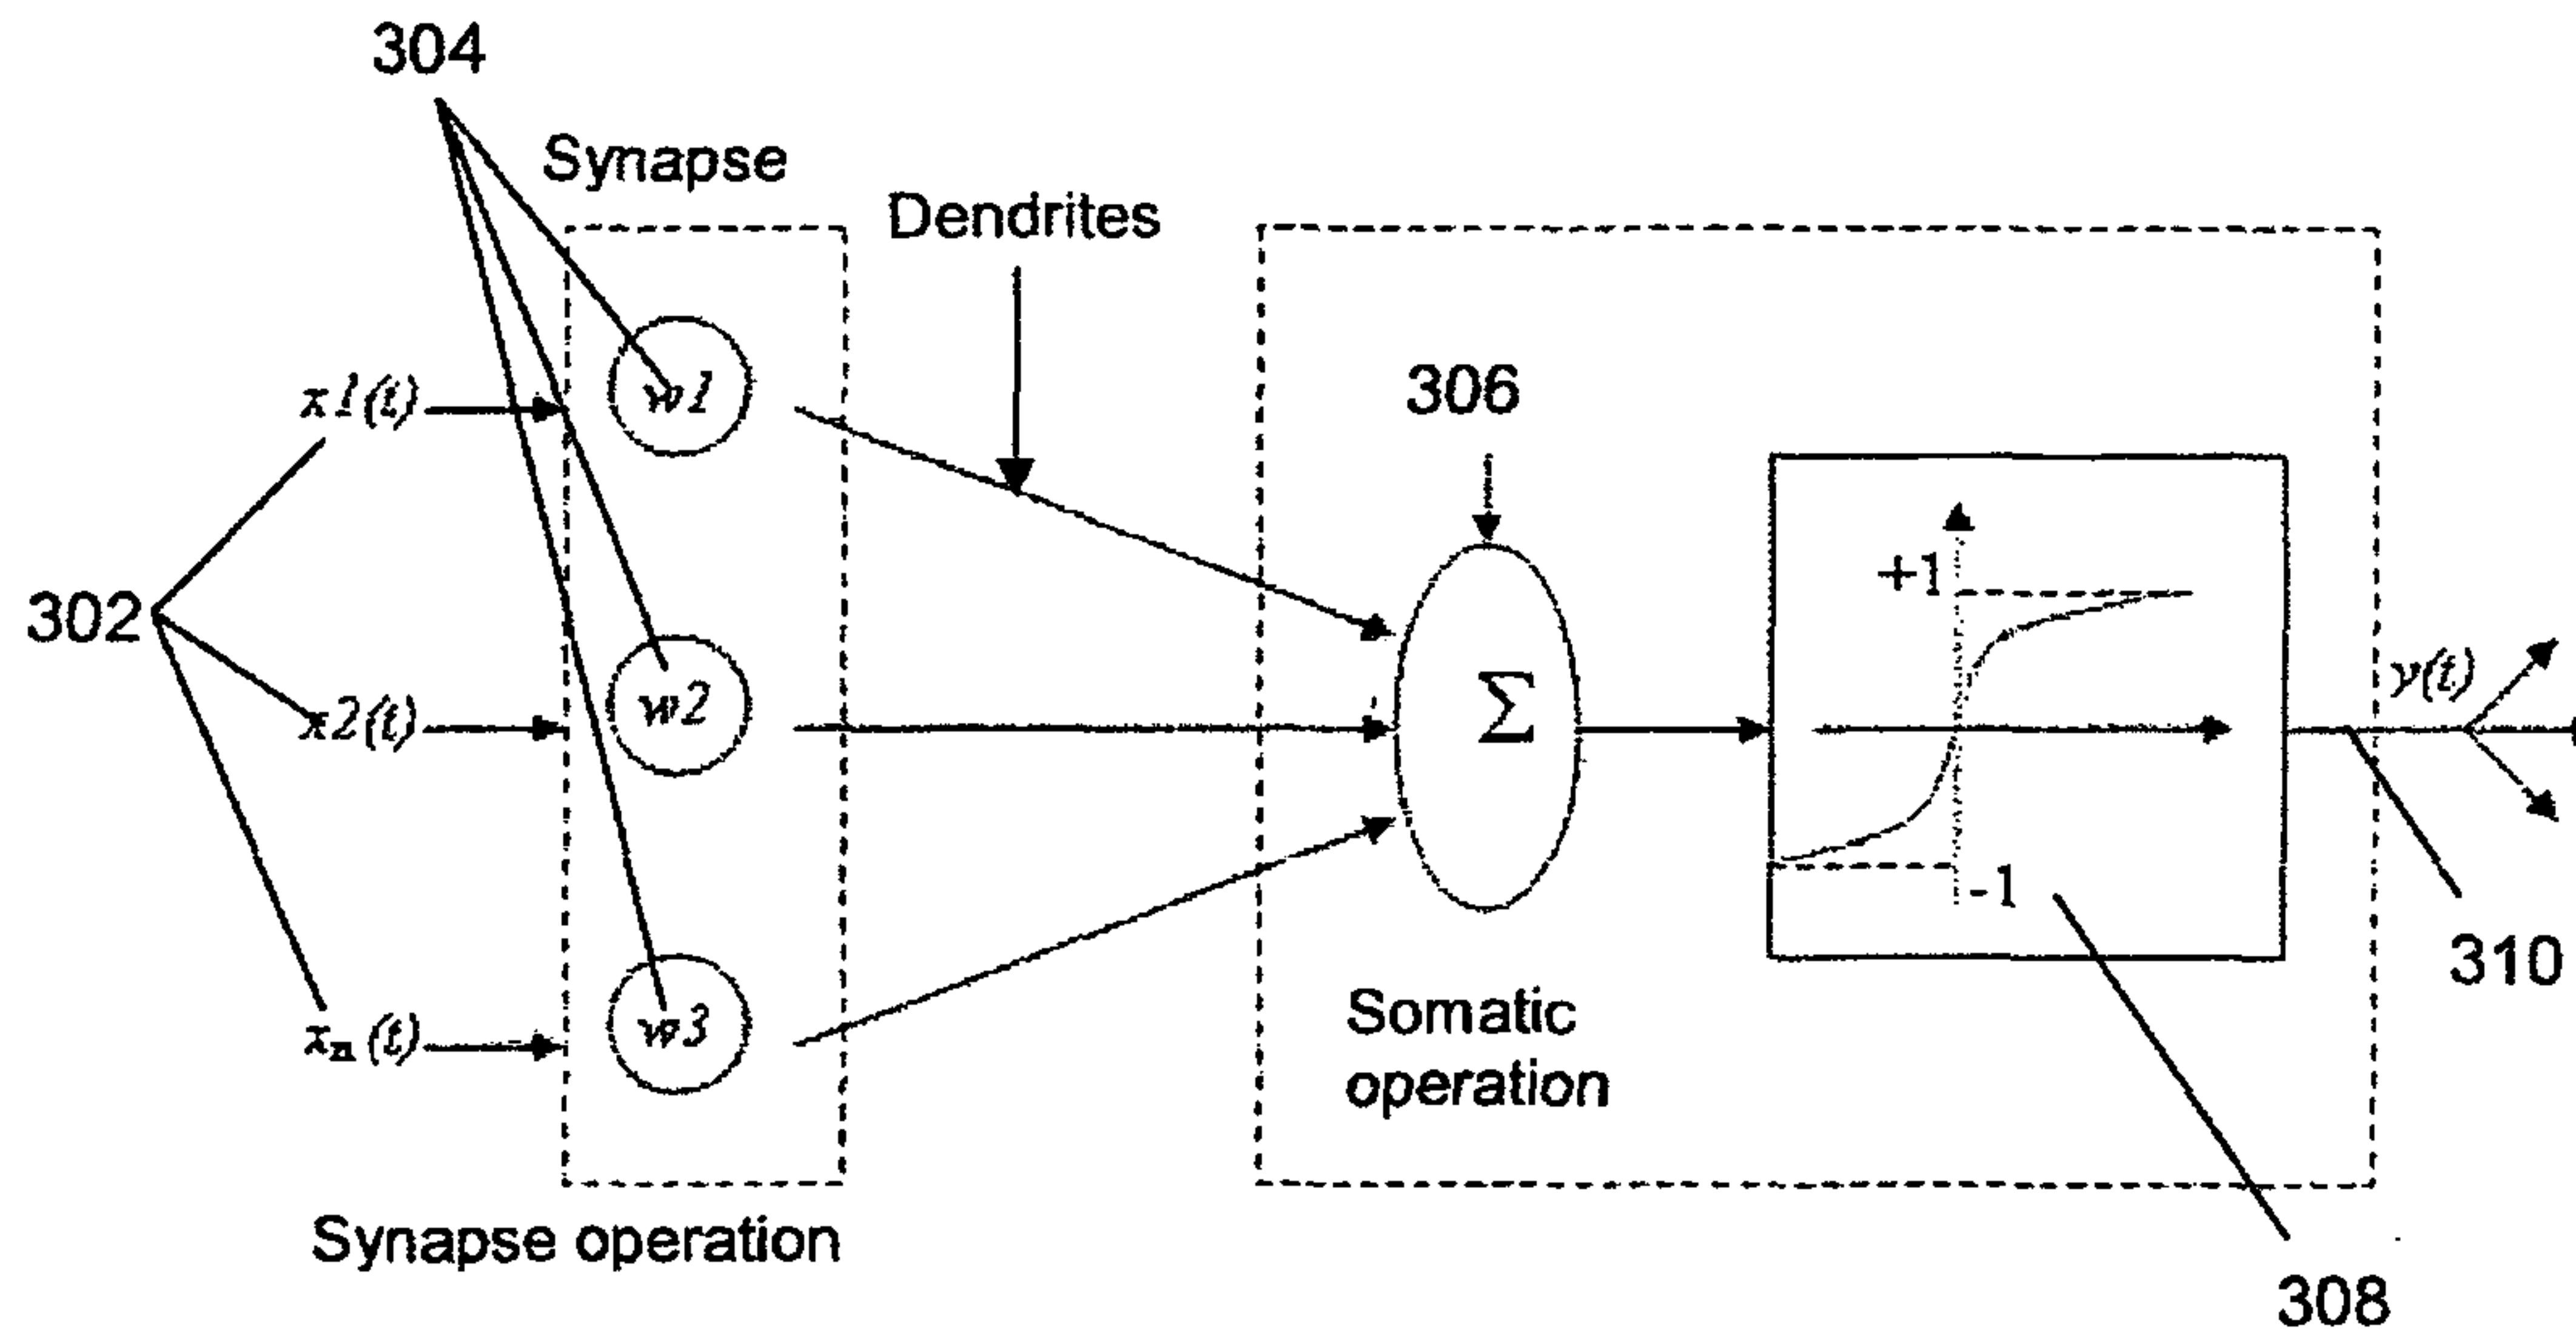 304
Synapse
Dendrites
306
x1(t)
w1
+1
302
x2(t)
w2
Σ
y(t)
-1
310
Somatic
operation
xn(t)
w3
Synapse operation
308